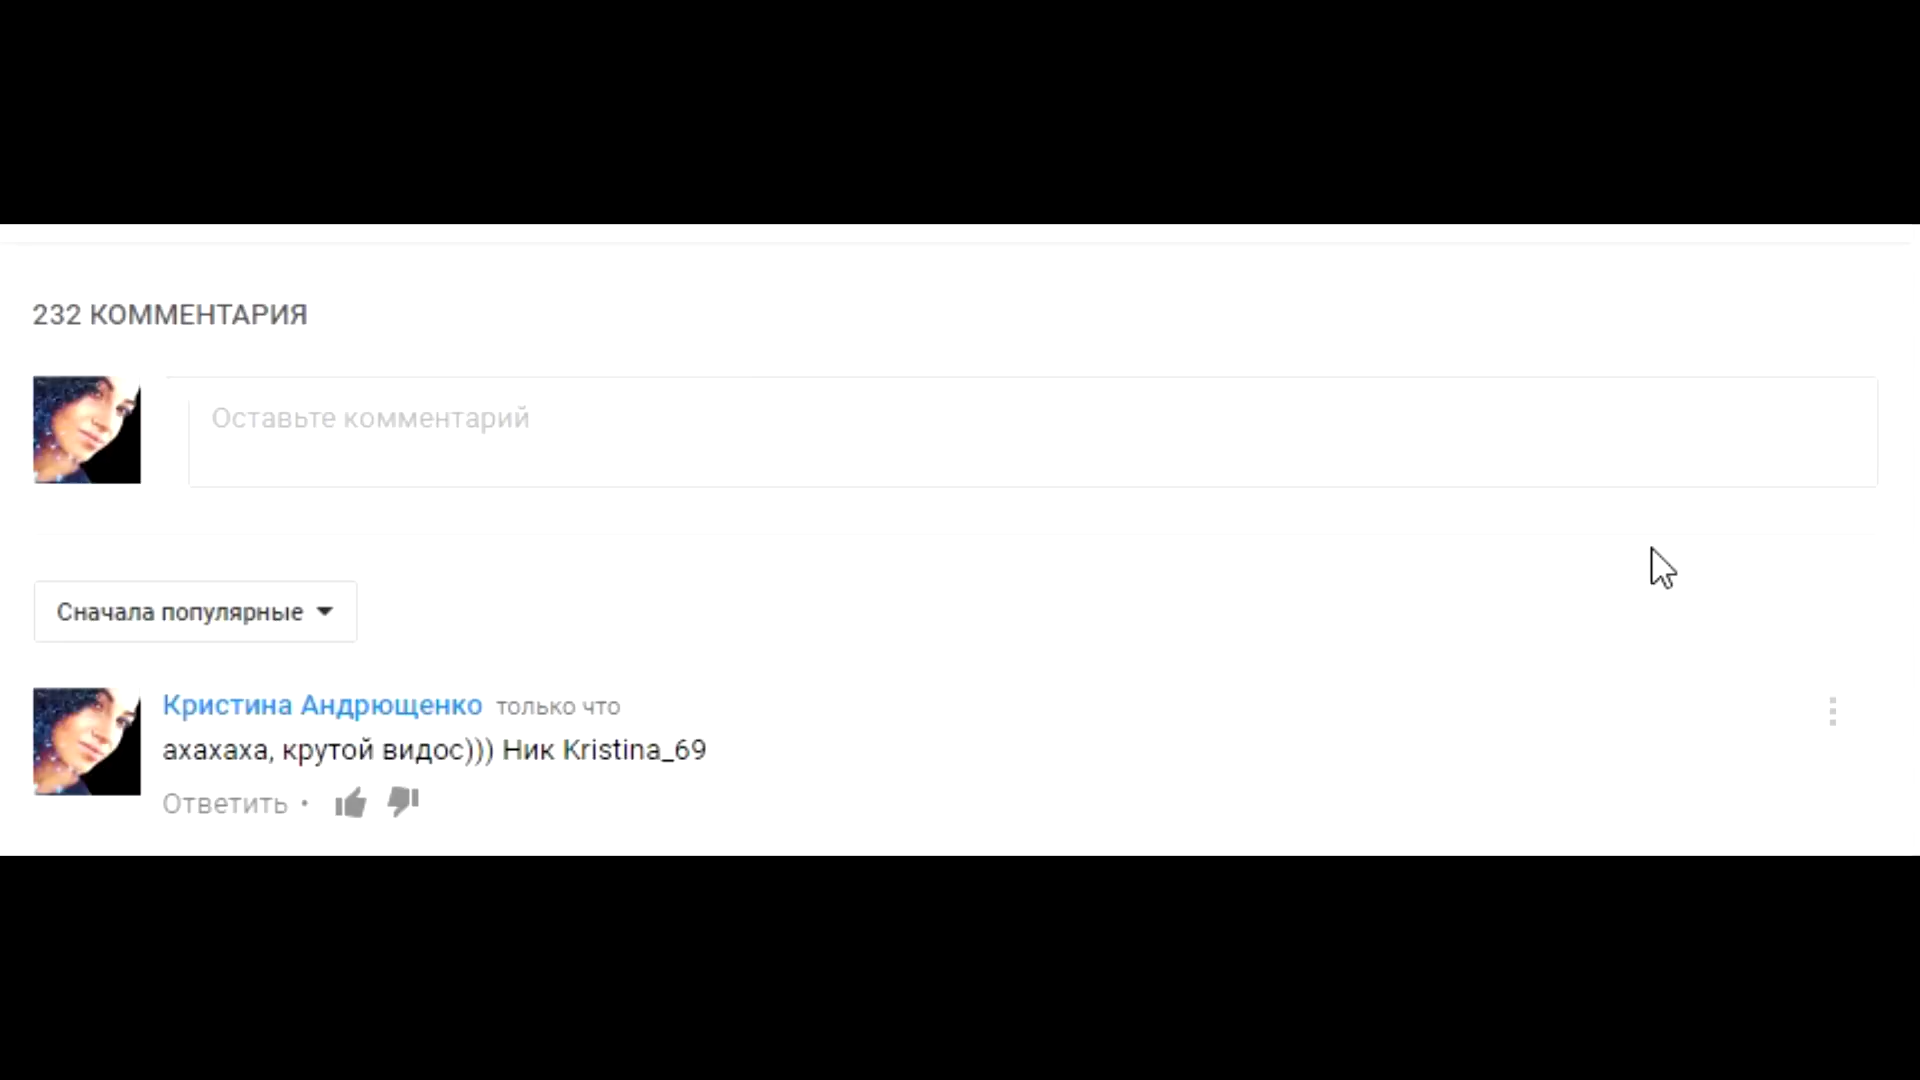 232 КОММЕНТАРИЯ
Оставьте комментарий
Сначала популярные
Кристина Андрющенко только что
ахахаха, крутой видос))) Ник Kristina_69
Ответить •